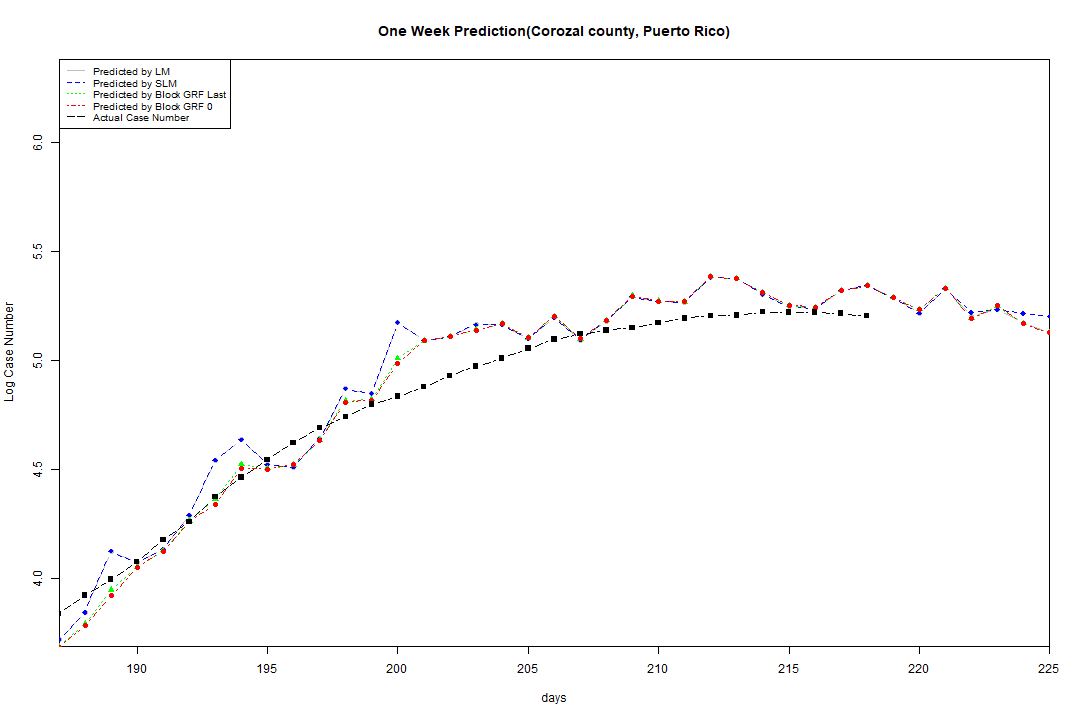 One Week Prediction(Corozal county, Puerto Rico)
Predicted by LM
Predicted by SLM
Predicted by Block GRF Last
Predicted by Block GRF 0
Actual Case Number
6.0
5.5
5.0
4.5
4.0
Log Case Number
190 195 200 205 210 215 220 225
days